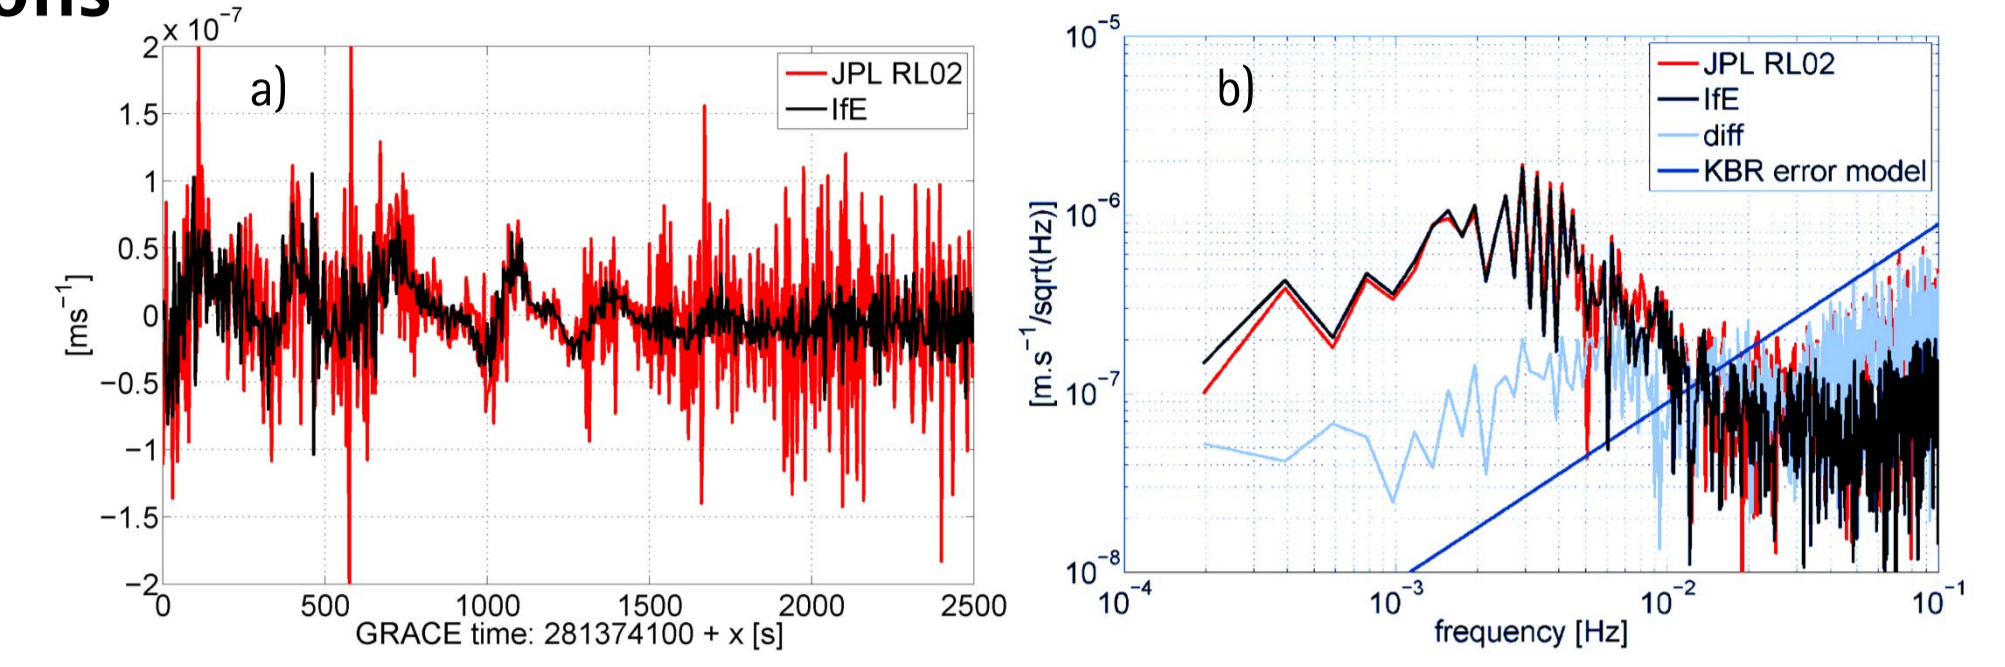 ons
x 10⁻⁷
2
1.5
1
0.5
0
−0.5
−1
−1.5
−2
[ms⁻¹]
a)
JPL RL02
IfE
0 500 1000 1500 2000 2500
GRACE time: 281374100 + x [s]
10⁻⁵
10⁻⁶
10⁻⁷
10⁻⁸
[m.s⁻¹/sqrt(Hz)]
b)
JPL RL02
IfE
diff
KBR error model
10⁻⁴ 10⁻³ 10⁻² 10⁻¹
frequency [Hz]